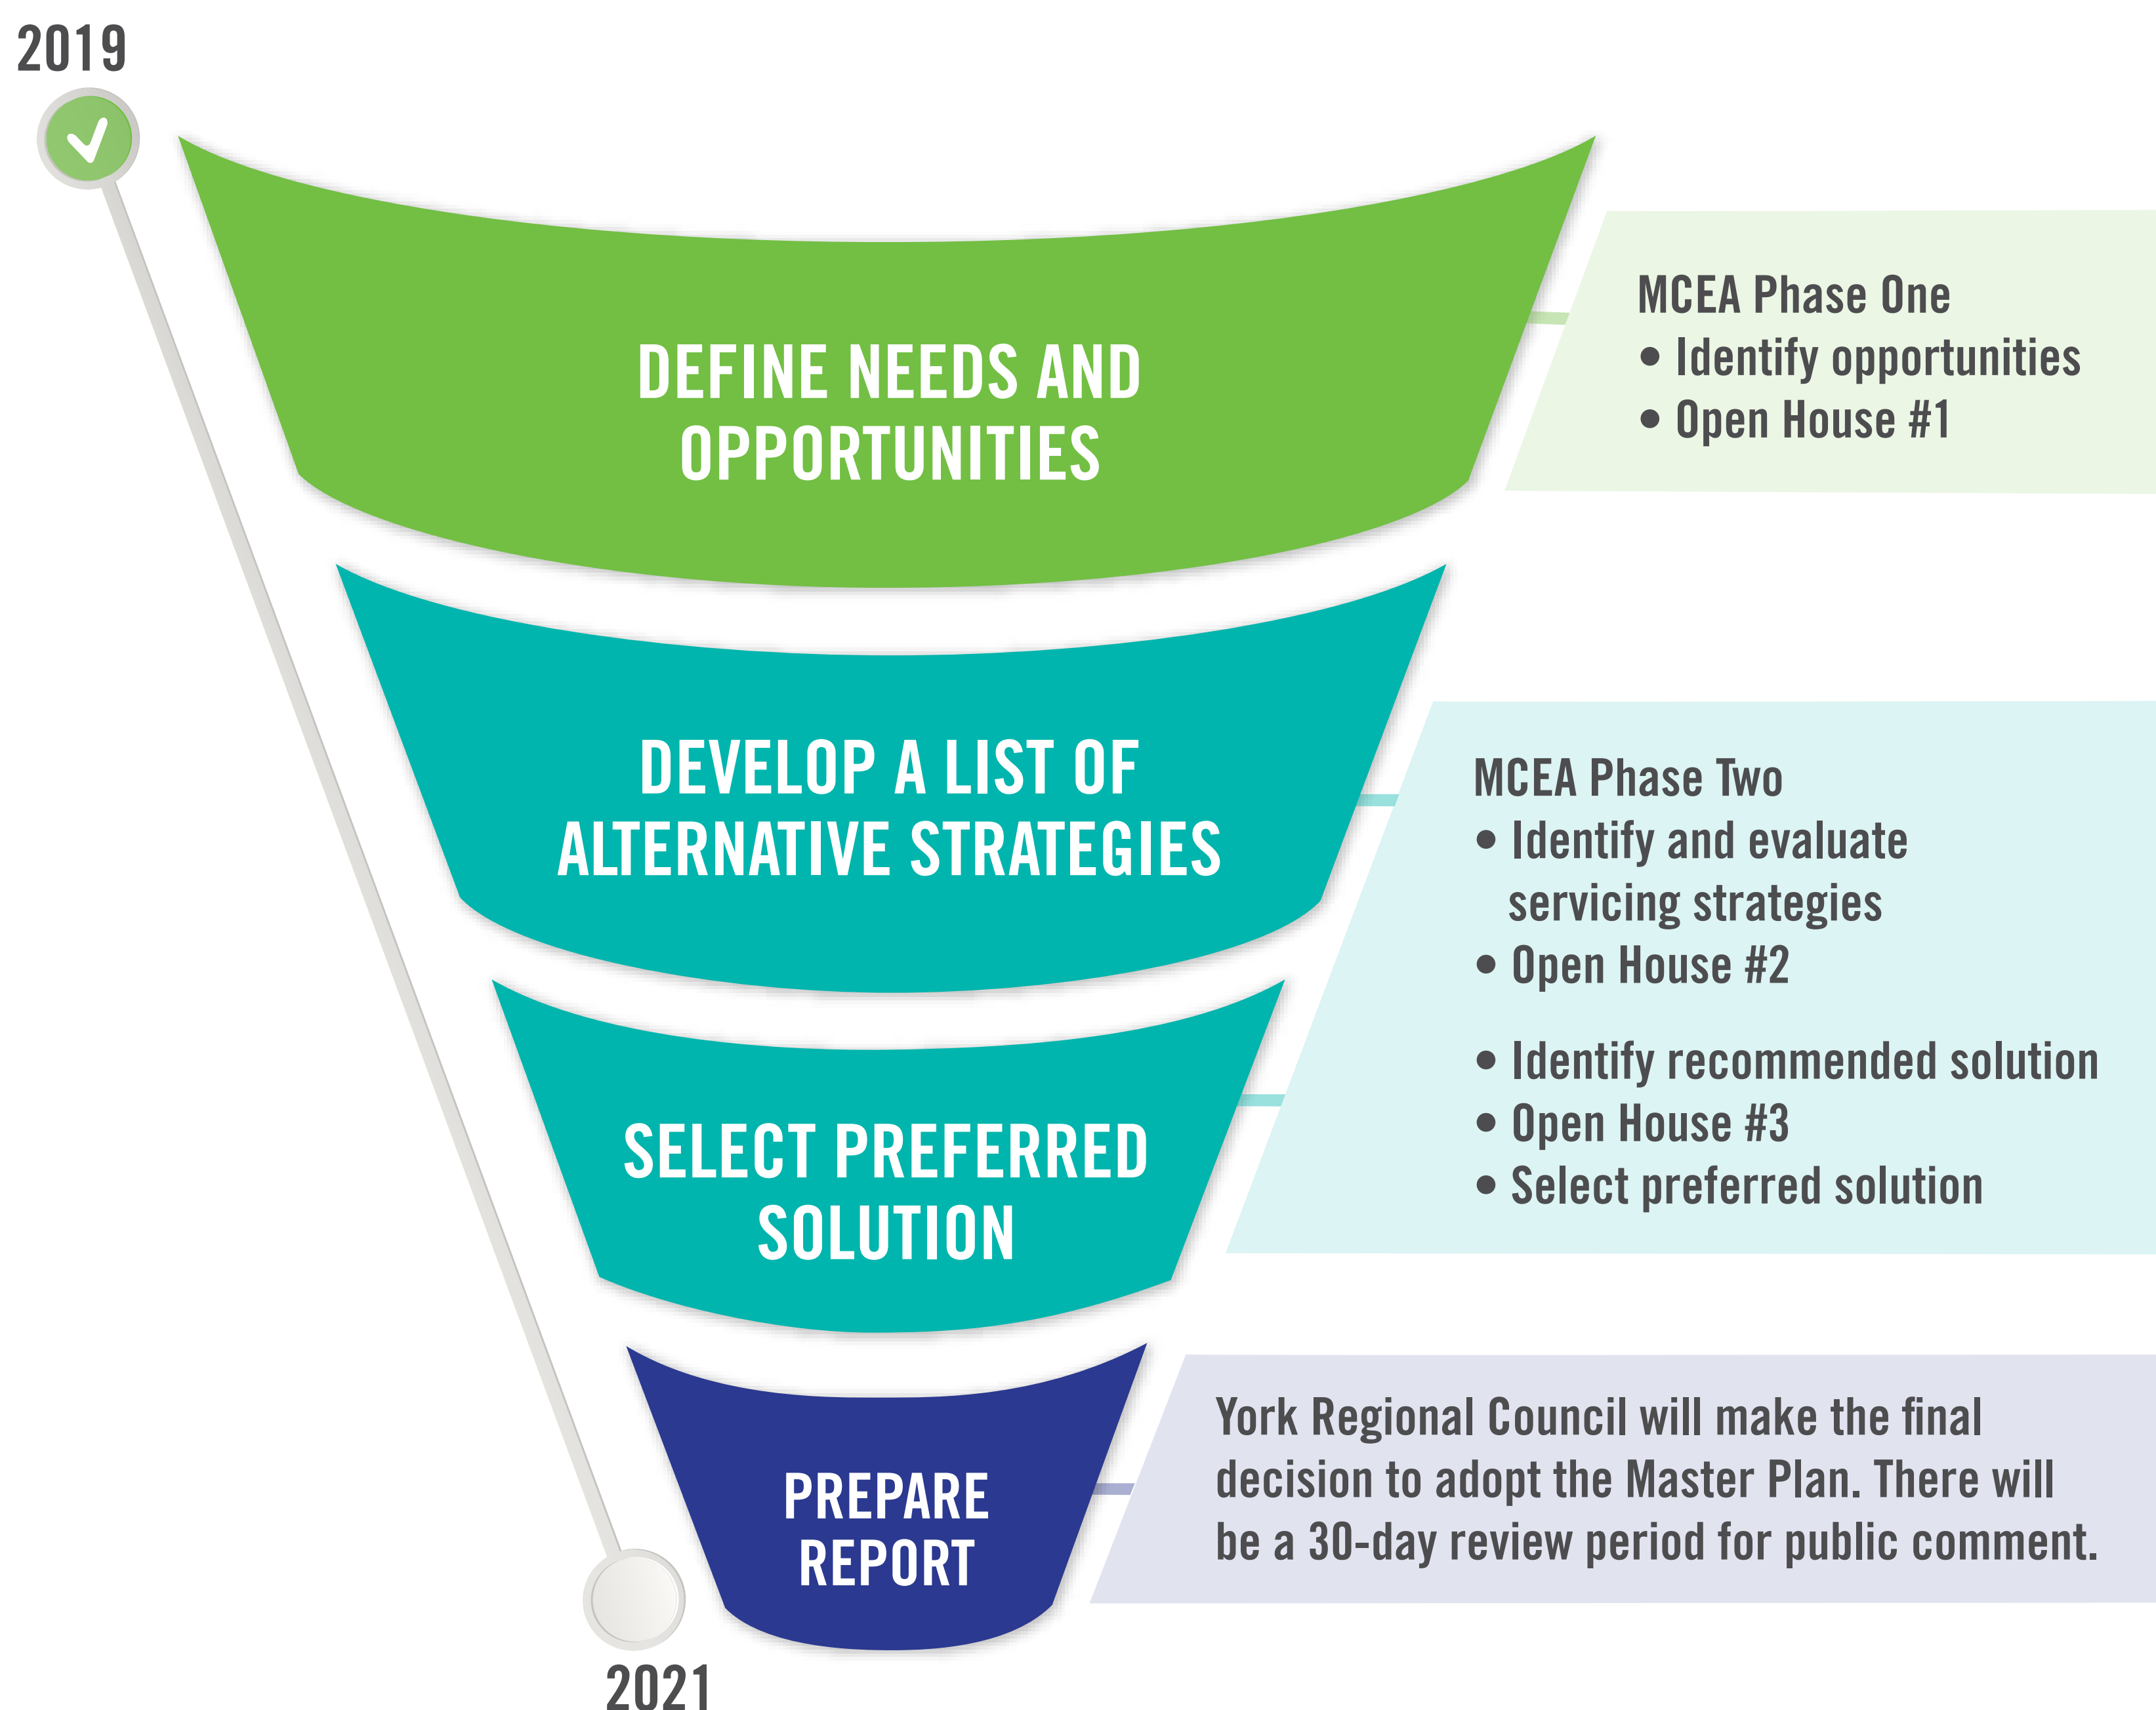 2019
DEFINE NEEDS AND
OPPORTUNITIES
MCEA Phase One
• Identify opportunities
• Open House #1
DEVELOP A LIST OF
ALTERNATIVE STRATEGIES
MCEA Phase Two
• Identify and evaluate
servicing strategies
• Open House #2
SELECT PREFERRED
SOLUTION
• Identify recommended solution
• Open House #3
• Select preferred solution
PREPARE
REPORT
York Regional Council will make the final
decision to adopt the Master Plan. There will
be a 30-day review period for public comment.
2021